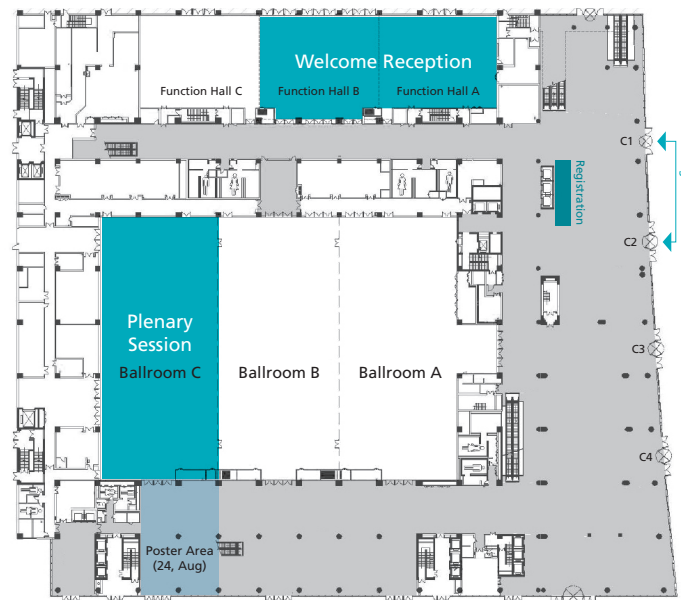 Welcome Reception
Function Hall C
Function Hall B
Function Hall A
C1
Registration
C2
Plenary
Session
Ballroom C
Ballroom B
Ballroom A
C3
C4
Poster Area
(24, Aug)